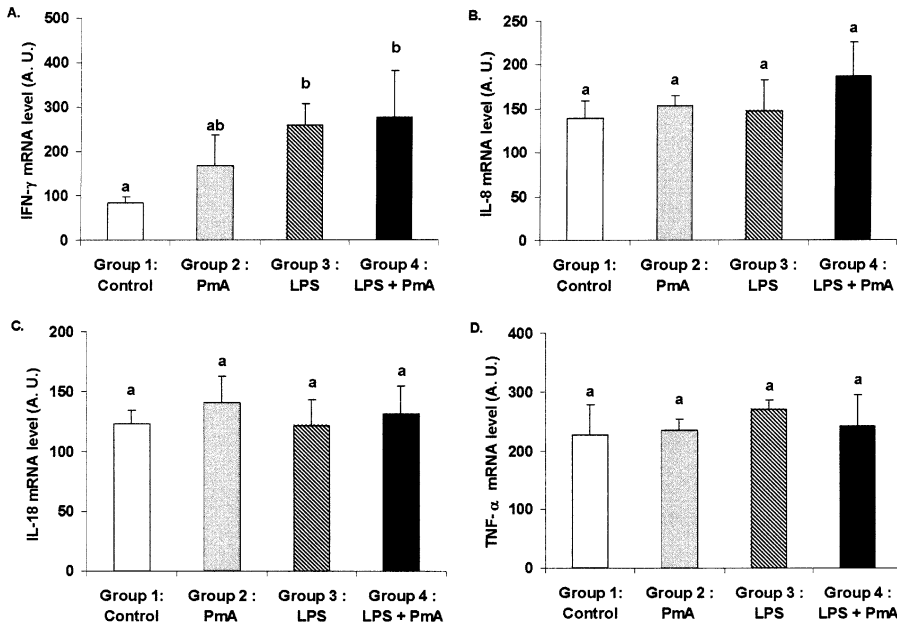 A.
IFN-γ mRNA level (A. U.)
500
400
300
200
100
0
a
ab
b
b
Group 1: Group 2 : Group 3 : Group 4 :
Control PmA LPS LPS + PmA
B.
IL-8 mRNA level (A. U.)
250
200
150
100
50
0
a
a
a
a
Group 1: Group 2 : Group 3 : Group 4 :
Control PmA LPS LPS + PmA
C.
IL-18 mRNA level (A. U.)
200
150
100
50
0
a
a
a
a
Group 1: Group 2 : Group 3 : Group 4 :
Control PmA LPS LPS + PmA
D.
TNF-α mRNA level (A. U.)
400
300
200
100
0
a
a
a
a
Group 1: Group 2 : Group 3 : Group 4 :
Control PmA LPS LPS + PmA